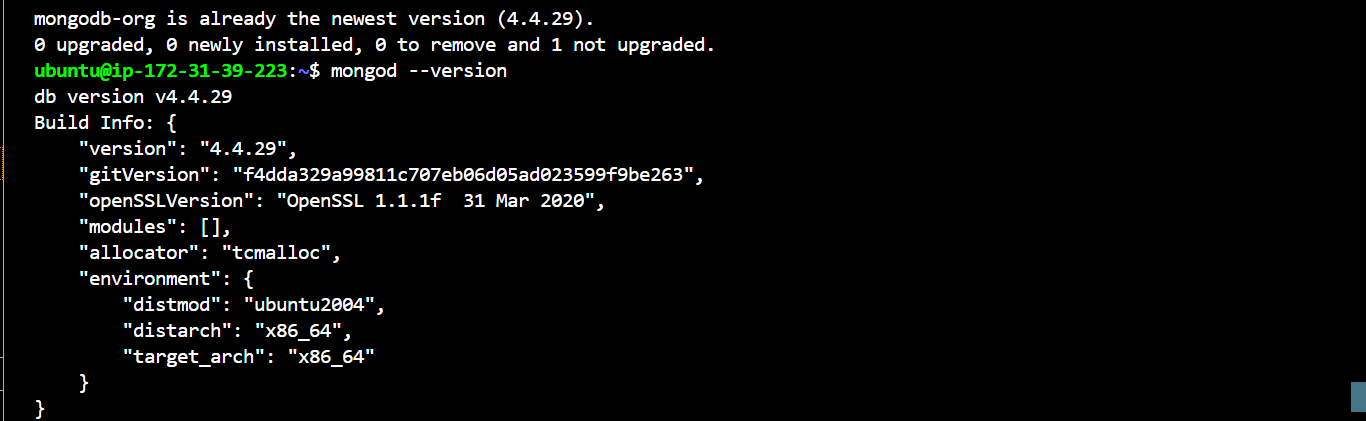 mongodb-org is already the newest version (4.4.29).
0 upgraded, 0 newly installed, 0 to remove and 1 not upgraded.
ubuntu@ip-172-31-39-223:~$ mongod --version
db version v4.4.29
Build Info: {
    "version": "4.4.29",
    "gitVersion": "f4dda329a99811c707eb06d05ad023599f9be263",
    "openSSLVersion": "OpenSSL 1.1.1f  31 Mar 2020",
    "modules": [],
    "allocator": "tcmalloc",
    "environment": {
        "distmod": "ubuntu2004",
        "distarch": "x86_64",
        "target_arch": "x86_64"
    }
}